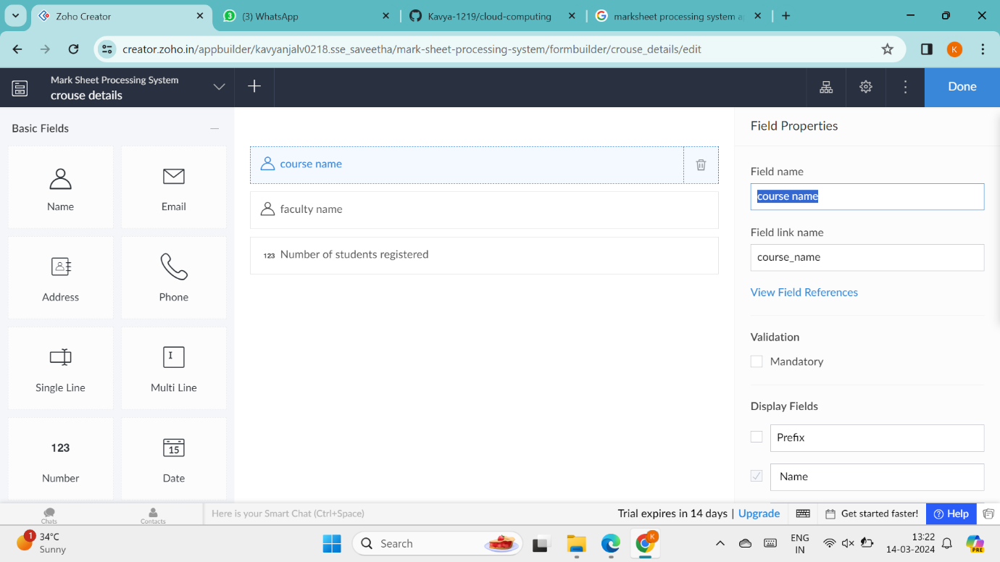 Zoho Creator
3
(3) WhatsApp
Kavya-1219/cloud-computing
marksheet processing system a
creator.zoho.in/appbuilder/kavyanjalv0218.sse_saveetha/mark-sheet-processing-system/formbuilder/crouse_details/edit
K
Mark Sheet Processing System
crouse details
Done
Basic Fields
Name
Email
Address
Phone
Single Line
Multi Line
123
Number
15
Date
course name
faculty name
123 Number of students registered
Field Properties
Field name
course name
Field link name
course_name
View Field References
Validation
Mandatory
Display Fields
Prefix
Name
Chats
Contacts
Here is your Smart Chat (Ctrl+Space)
Trial expires in 14 days | Upgrade
Get started faster!
Help
1
34°C
Sunny
Search
K
ENG
IN
13:22
14-03-2024
PRE